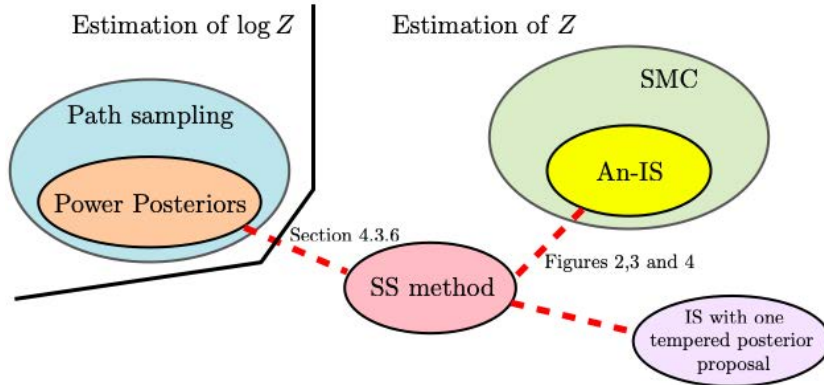 Estimation of log Z
Estimation of Z
Path sampling
Power Posteriors
SMC
An-IS
Section 4.3.6
Figures 2,3 and 4
SS method
IS with one
tempered posterior
proposal